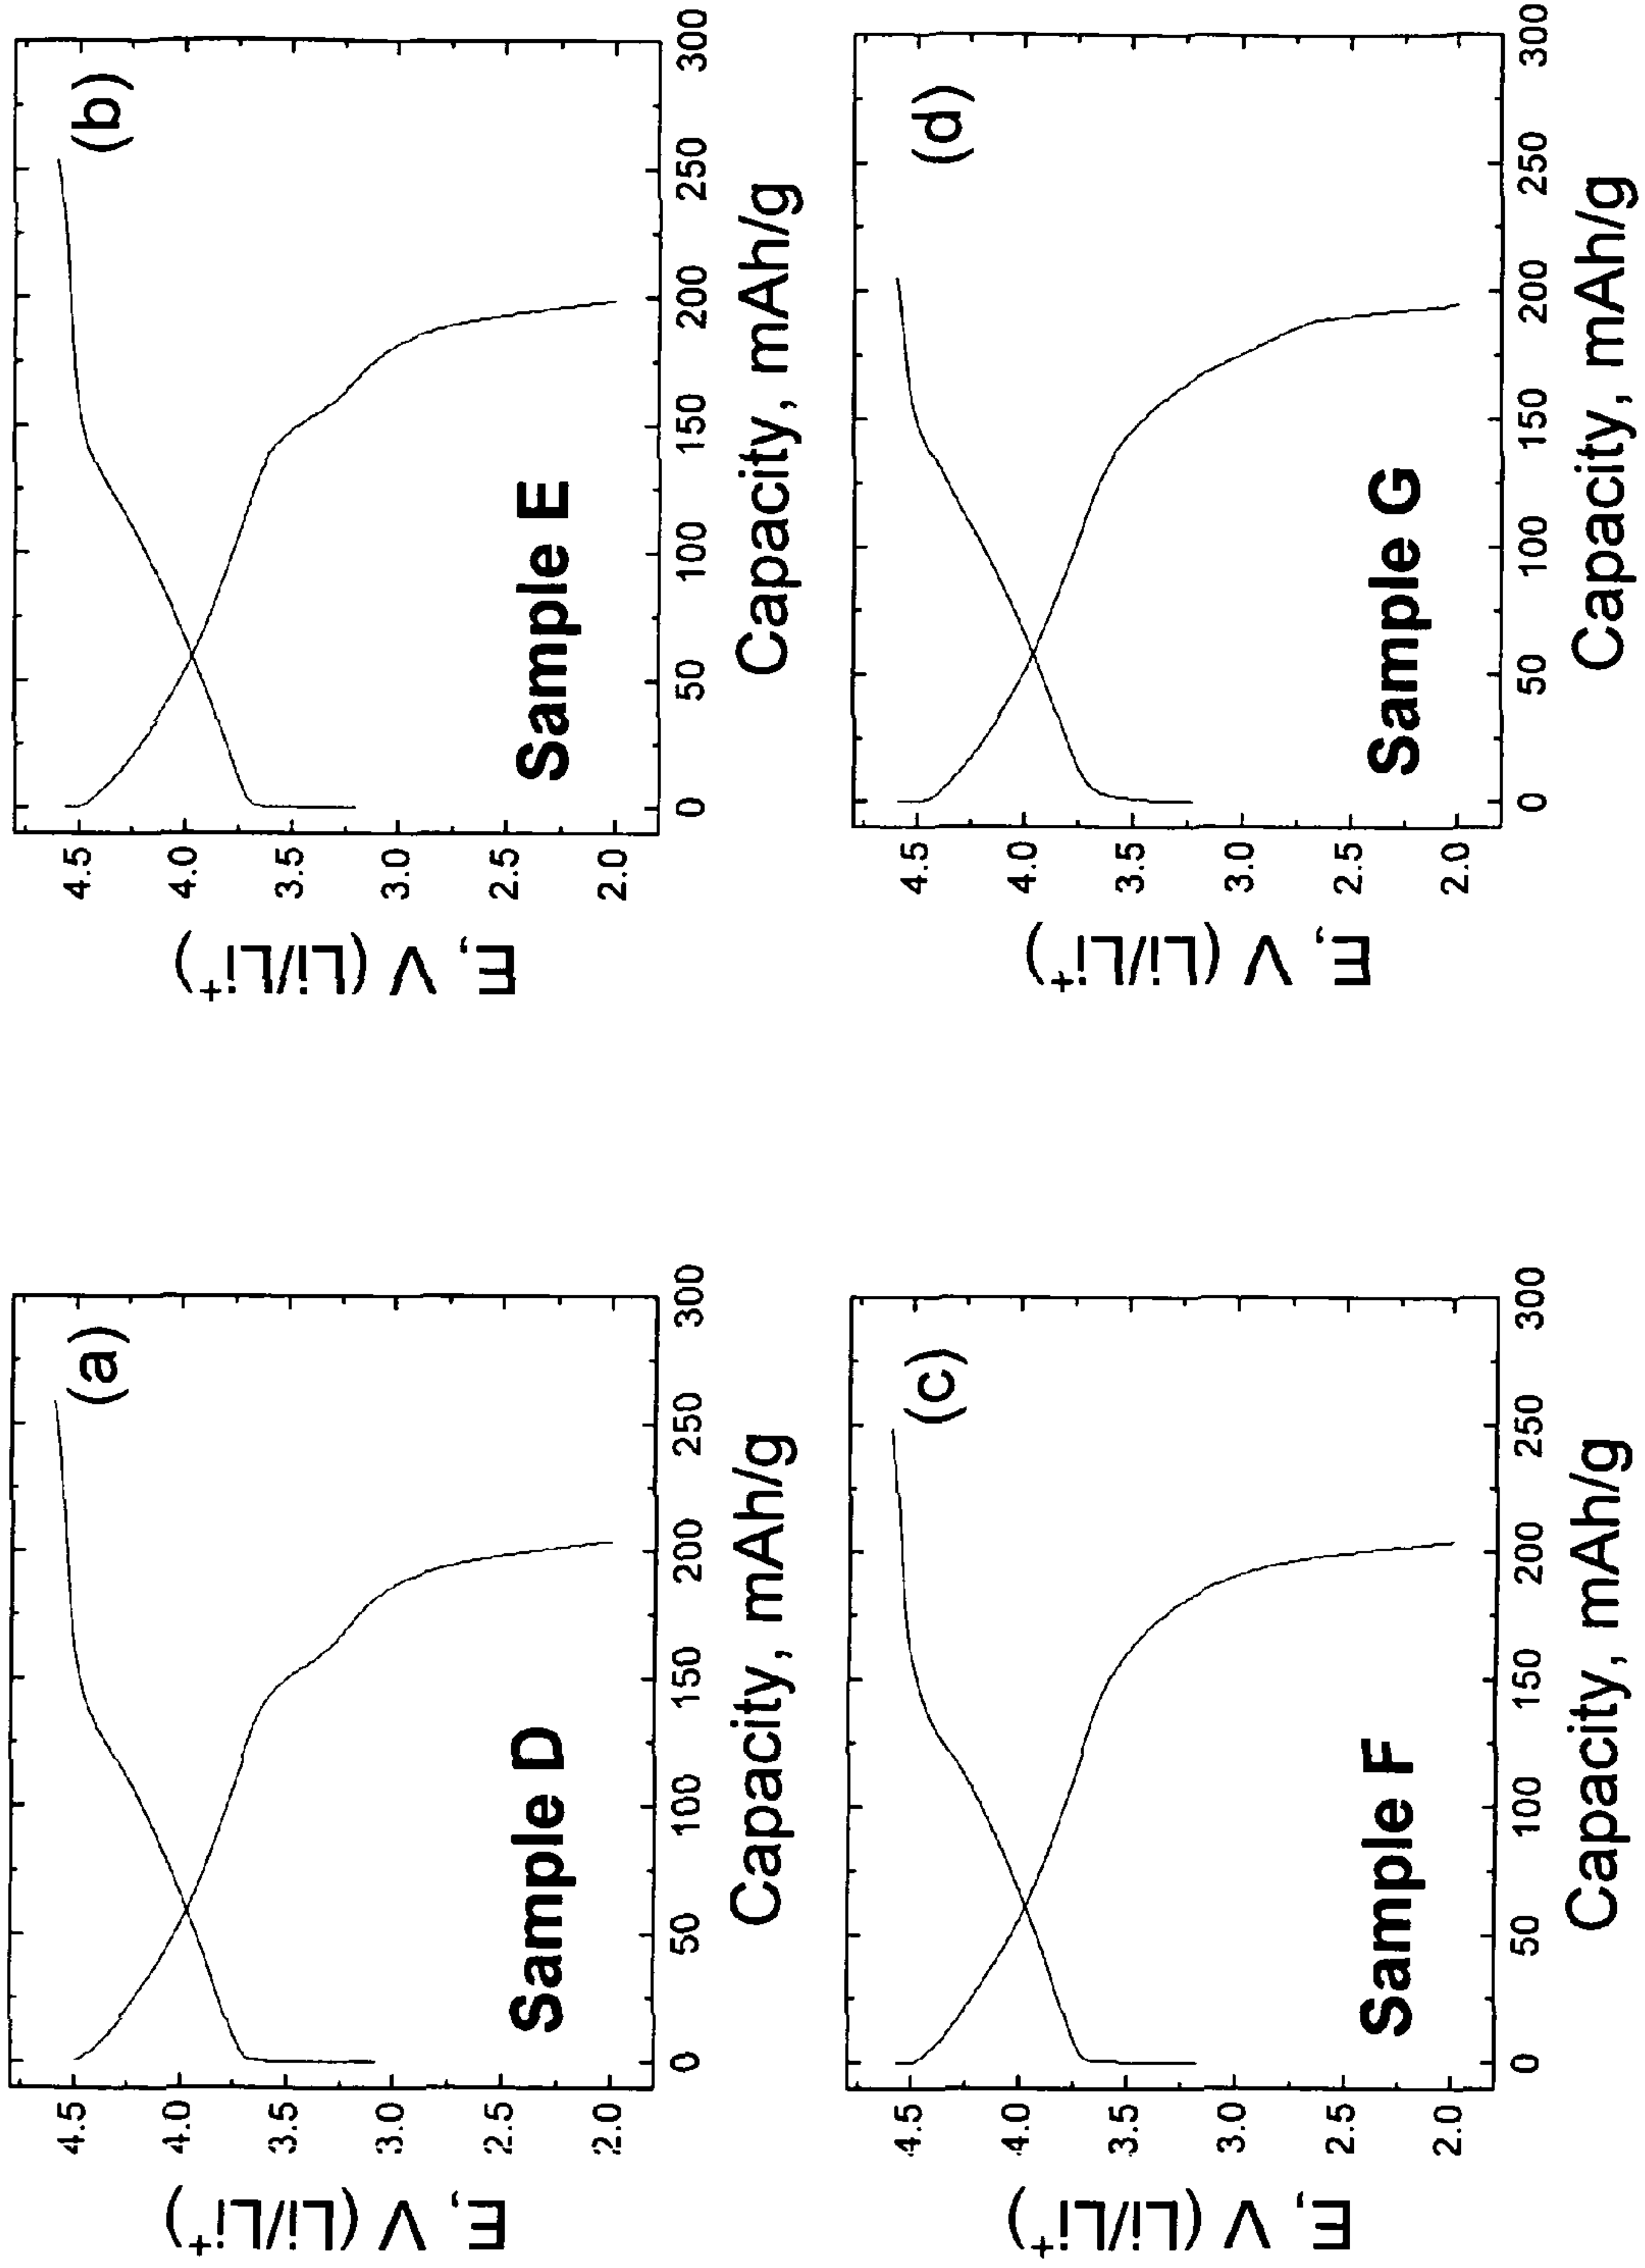 E, V (Li/Li⁺)
4.5
4.0
3.5
3.0
2.5
2.0
(a)
Sample D
0 50 100 150 200 250 300
Capacity, mAh/g
E, V (Li/Li⁺)
4.5
4.0
3.5
3.0
2.5
2.0
(b)
Sample E
0 50 100 150 200 250 300
Capacity, mAh/g
E, V (Li/Li⁺)
4.5
4.0
3.5
3.0
2.5
2.0
(c)
Sample F
0 50 100 150 200 250 300
Capacity, mAh/g
E, V (Li/Li⁺)
4.5
4.0
3.5
3.0
2.5
2.0
(d)
Sample G
0 50 100 150 200 250 300
Capacity, mAh/g